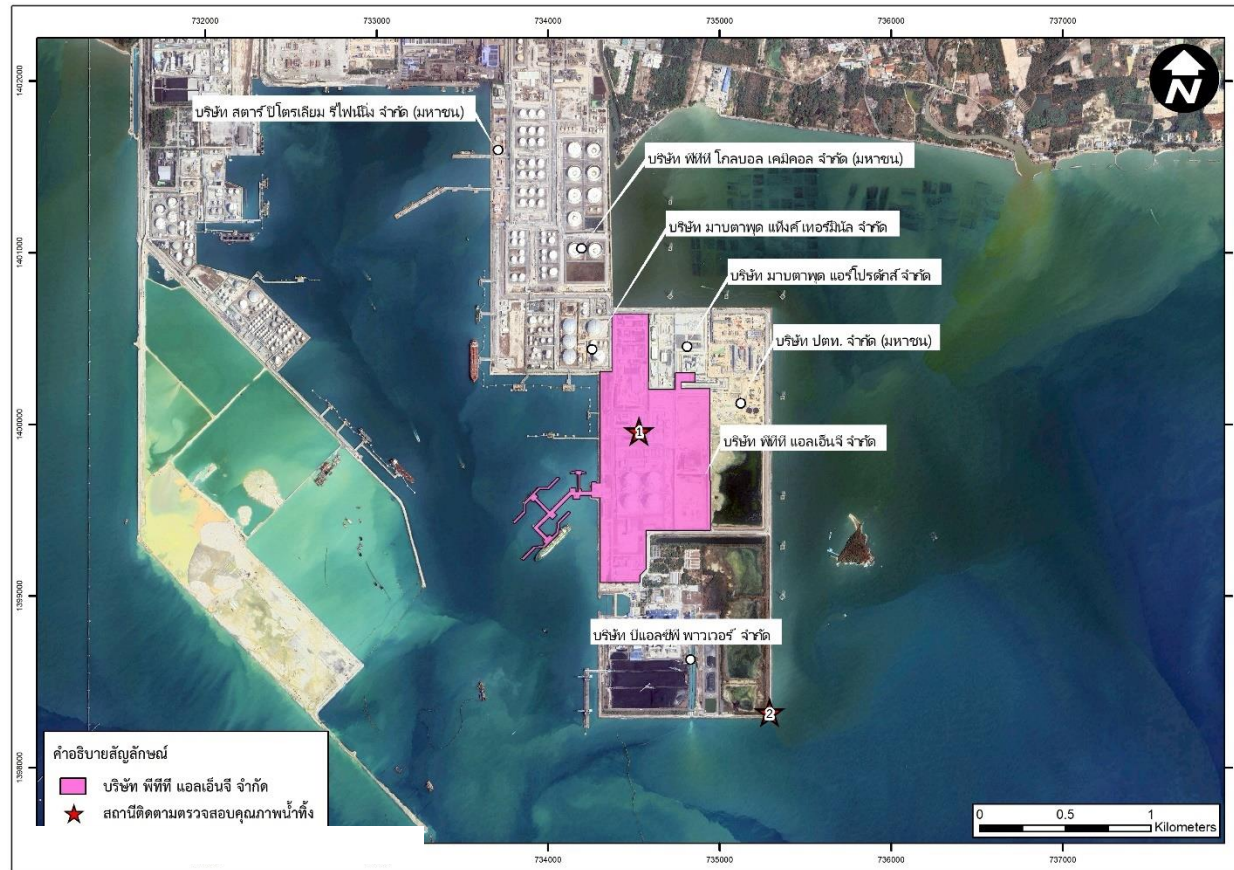 732000 733000 734000 735000 736000 737000
1402000
N
บริษัท สตาร์ ปิโตรเลียม รีไฟน์นิ่ง จำกัด (มหาชน)
บริษัท พีทีที โกลบอล เคมิคอล จำกัด (มหาชน)
บริษัท มาบตาพุด แท็งค์ เทอร์มินัล จำกัด
1401000
บริษัท มาบตาพุด แอร์โปรดักส์ จำกัด
บริษัท ปตท. จำกัด (มหาชน)
1400000
1
บริษัท พีทีที แอลเอ็นจี จำกัด
1399000
บริษัท บีแอลซีพี พาวเวอร์ จำกัด
2
1398000
คำอธิบายสัญลักษณ์
บริษัท พีทีที แอลเอ็นจี จำกัด
สถานีติดตามตรวจสอบคุณภาพน้ำทิ้ง
0 0.5 1
Kilometers
734000 735000 736000 737000